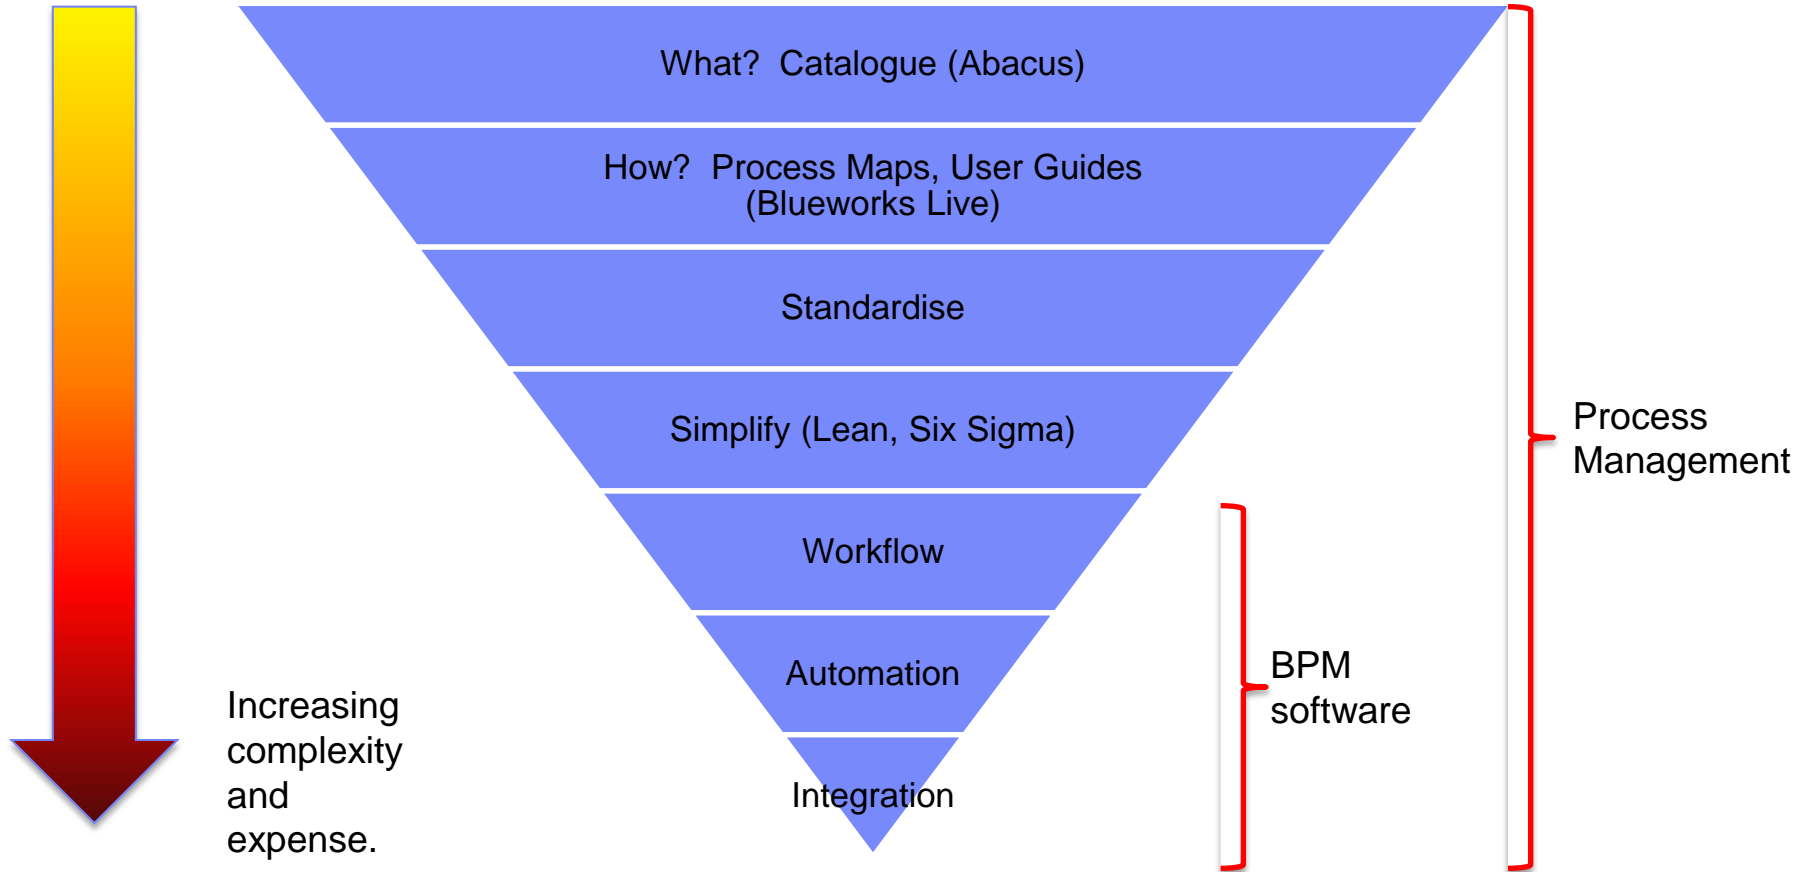 What?  Catalogue (Abacus)
How?  Process Maps, User Guides
(Blueworks Live)
Standardise
Simplify (Lean, Six Sigma)
Workflow
Automation
Integration
Increasing
complexity
and
expense.
BPM
software
Process
Management